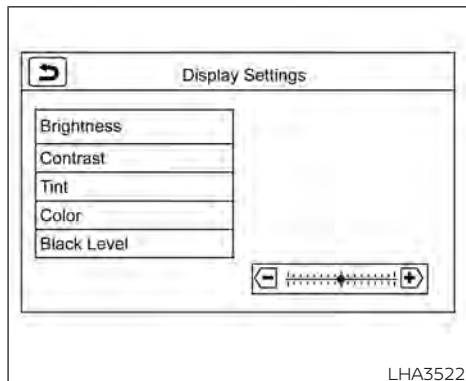 Display Settings
Brightness
Contrast
Tint
Color
Black Level
LHA3522